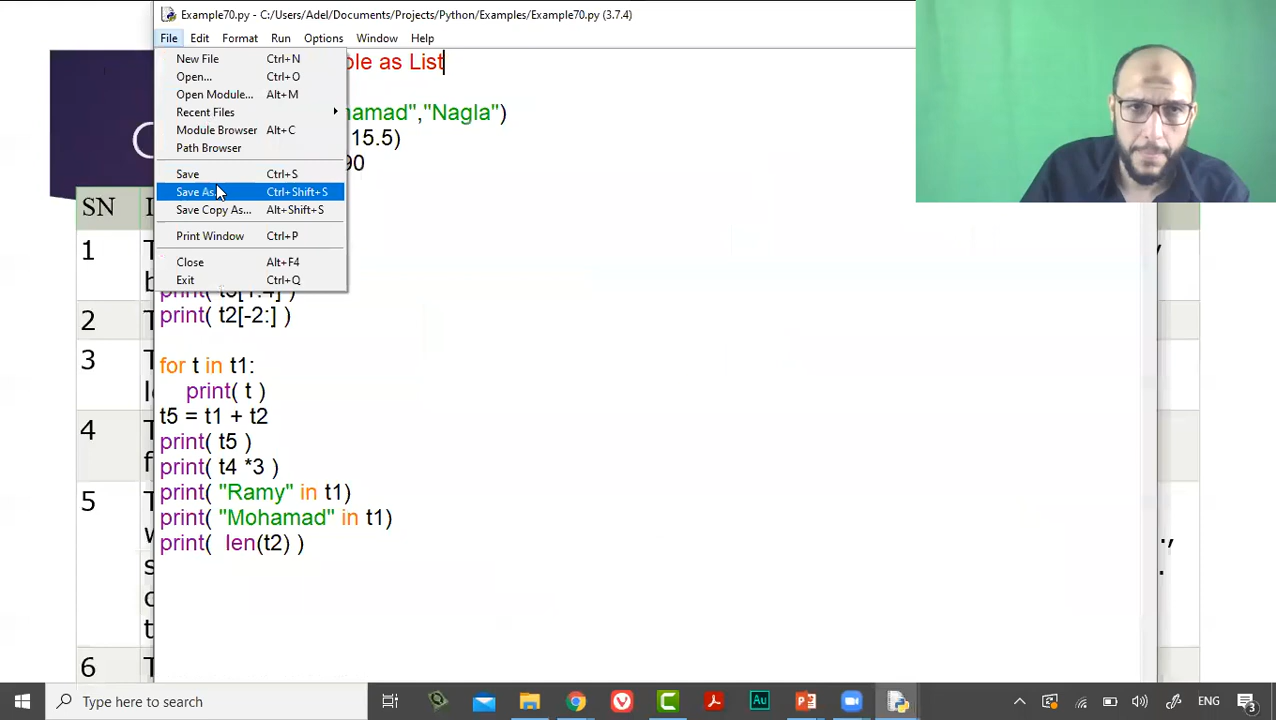 Example70.py - C:/Users/Adel/Documents/Projects/Python/Examples/Example70.py (3.7.4)
File Edit Format Run Options Window Help
New File Ctrl+N
Open... Ctrl+O
Open Module... Alt+M
Recent Files
Module Browser Alt+C
Path Browser
Save Ctrl+S
Save As... Ctrl+Shift+S
Save Copy As... Alt+Shift+S
Print Window Ctrl+P
Close Alt+F4
Exit Ctrl+Q
as List
"Nagla")
15.5)
90
print( t2[-2:] )
for t in t1:
print( t )
t5 = t1 + t2
print( t5 )
print( t4 *3 )
print( "Ramy" in t1)
print( "Mohamad" in t1)
print( len(t2) )
SN
1
2
3
4
5
6
Type here to search
ENG
3